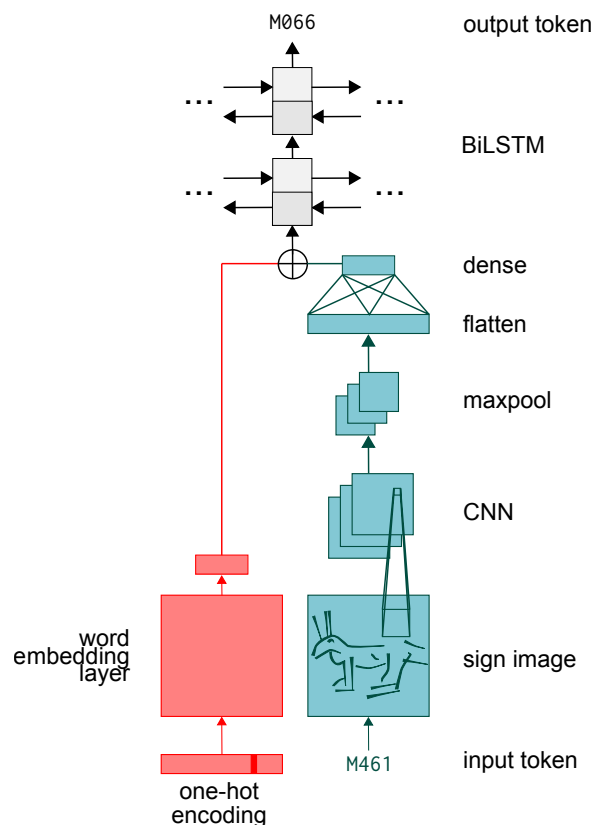 M066
output token
... ...
BiLSTM
... ...
dense
flatten
maxpool
CNN
word
embedding
layer
sign image
M461
input token
one-hot
encoding